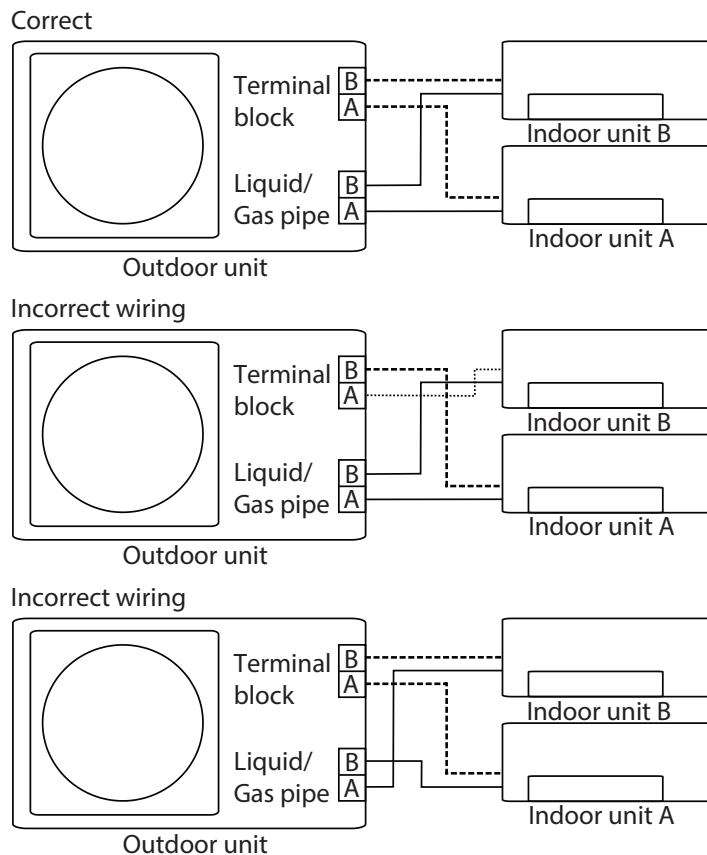 Correct
Terminal
block
B
A
Liquid/
Gas pipe
B
A
Indoor unit B
Indoor unit A
Outdoor unit
Incorrect wiring
Terminal
block
B
A
Liquid/
Gas pipe
B
A
Indoor unit B
Indoor unit A
Outdoor unit
Incorrect wiring
Terminal
block
B
A
Liquid/
Gas pipe
B
A
Indoor unit B
Indoor unit A
Outdoor unit